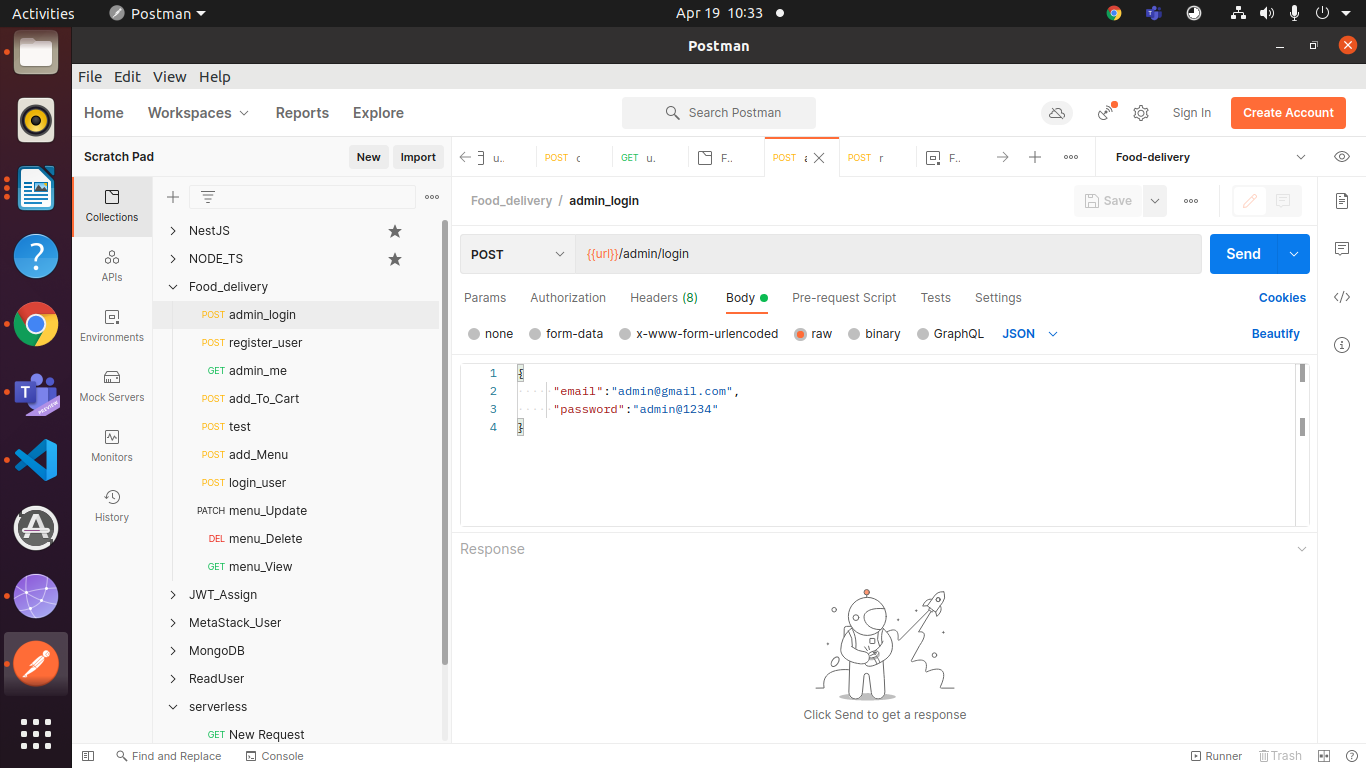 Activities Postman Apr 19 10:33
Postman
File Edit View Help
Home Workspaces Reports Explore Search Postman Sign In Create Account
Scratch Pad New Import
u.. POST c GET u. F.. POST a POST r F.. Food-delivery
Collections
APIs
Environments
Mock Servers
Monitors
History
NestJS
NODE_TS
Food_delivery
POST admin_login
POST register_user
GET admin_me
POST add_To_Cart
POST test
POST add_Menu
POST login_user
PATCH menu_Update
DEL menu_Delete
GET menu_View
JWT_Assign
MetaStack_User
MongoDB
ReadUser
serverless
GET New Request
Food_delivery / admin_login Save
POST {{url}}/admin/login Send
Params Authorization Headers (8) Body Pre-request Script Tests Settings Cookies
none form-data x-www-form-urlencoded raw binary GraphQL JSON Beautify
1 {
2 "email":"admin@gmail.com",
3 "password":"admin@1234"
4 }
Response
Click Send to get a response
Find and Replace Console Runner Trash